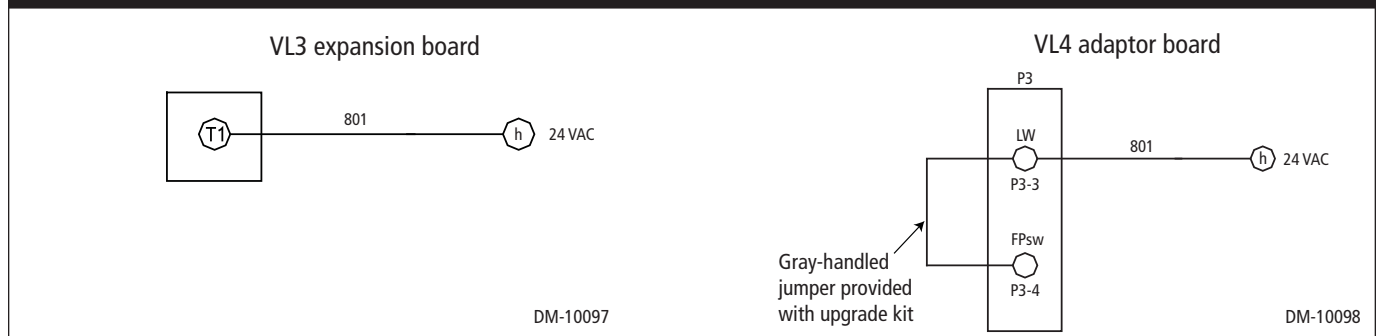 VL3 expansion board
T1
801
h
24 VAC
DM-10097
VL4 adaptor board
P3
LW
P3-3
801
h
24 VAC
FPsw
P3-4
Gray-handled
jumper provided
with upgrade kit
DM-10098